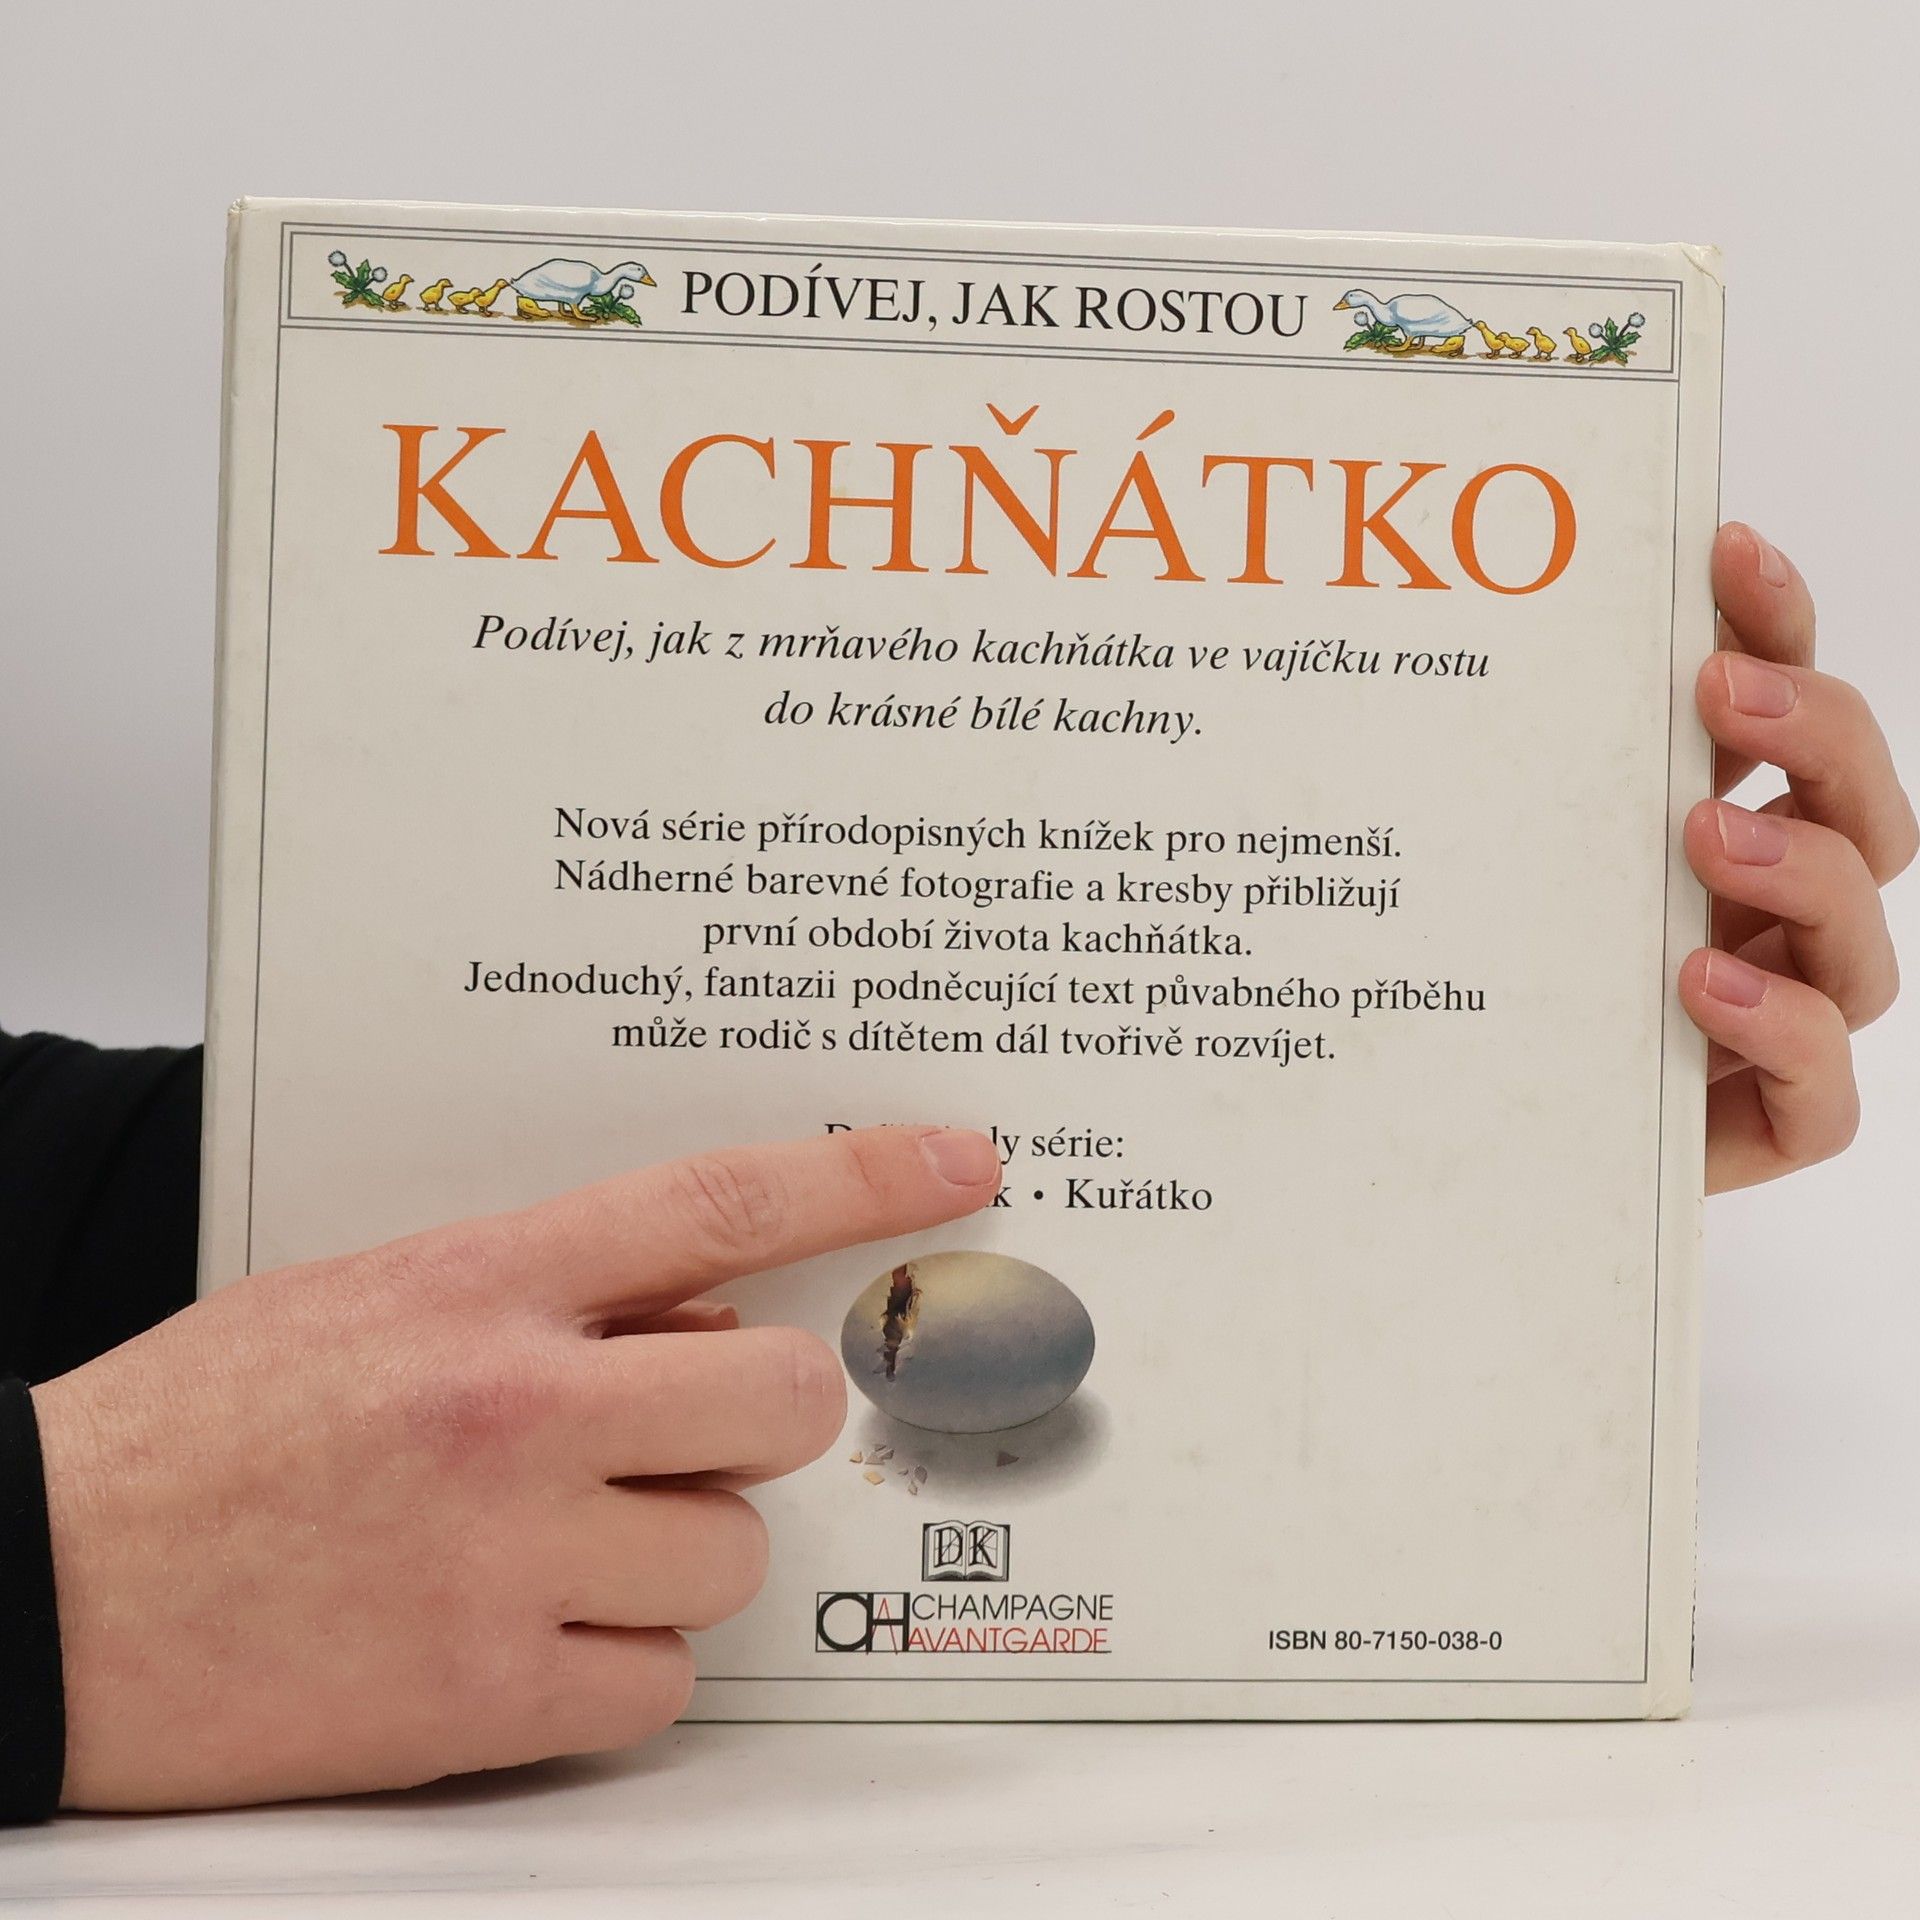 PODÍVEJ, JAK ROSTOU
KACHŇÁTKO
Podívej, jak z mrňavého kachňátka ve vajíčku rostu
do krásné bílé kachny.
Nová série přírodopisných knížek pro nejmenší.
Nádherné barevné fotografie a kresby přibližují
první období života kachňátka.
Jednoduchý, fantazii podněcující text půvabného příběhu
může rodič s dítětem dál tvořivě rozvíjet.
série:
• Kuřátko
DK
CHAMPAGNE
AVANTGARDE
ISBN 80-7150-038-0